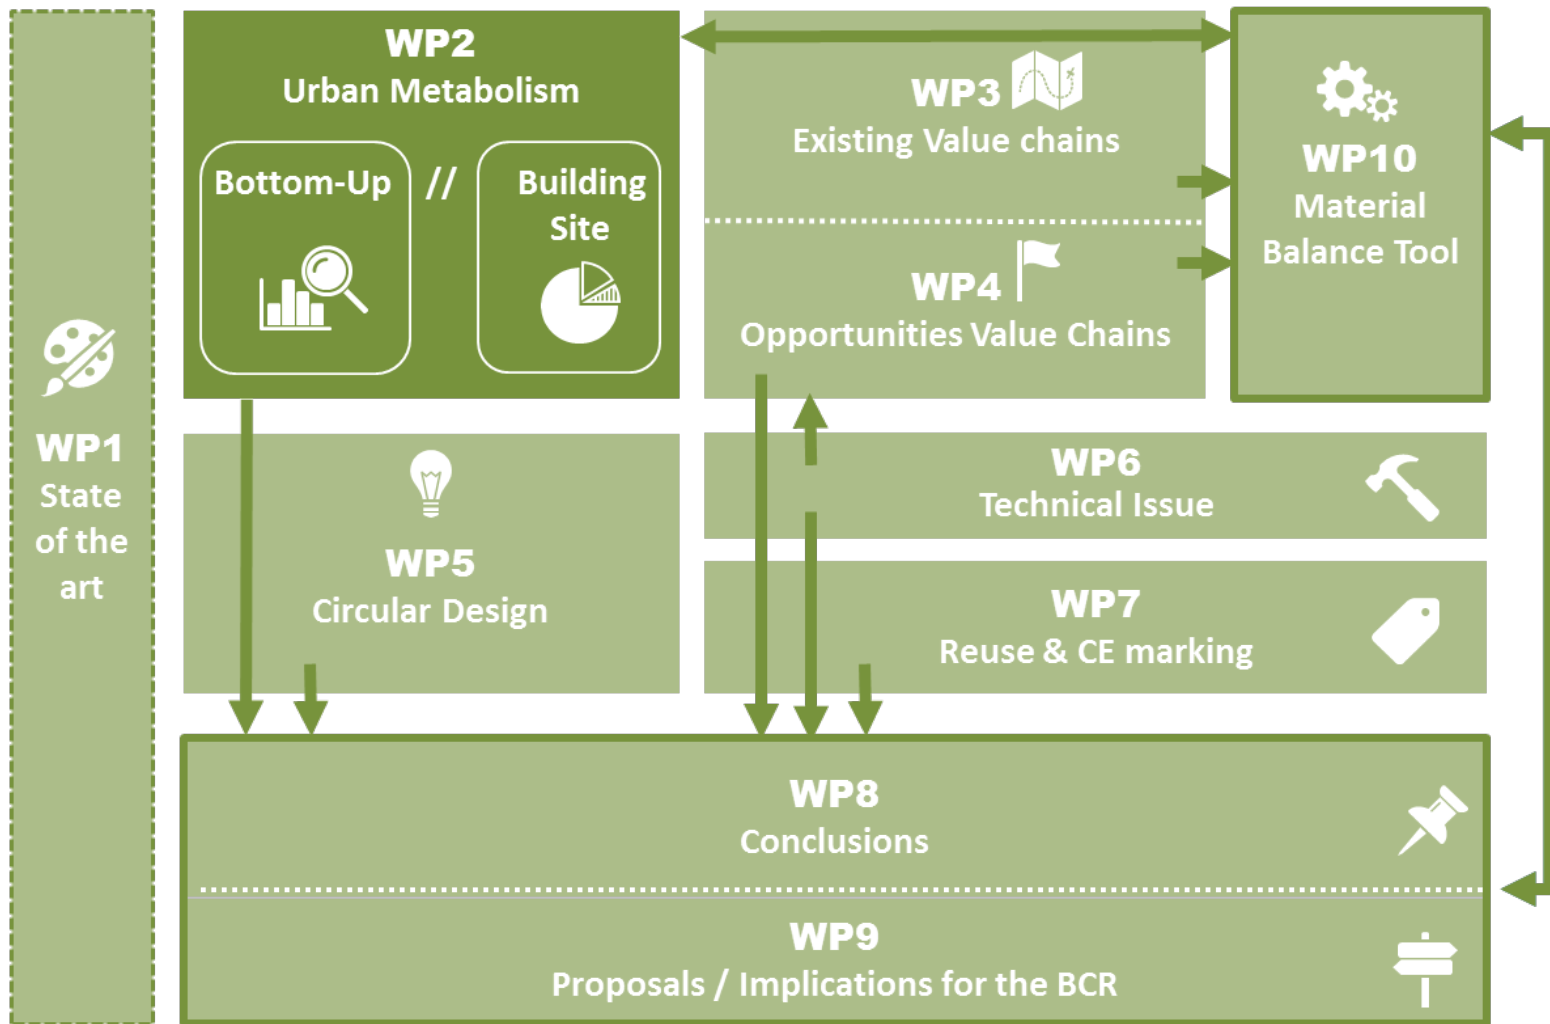 WP1
State
of the
art
WP2
Urban Metabolism
Bottom-Up
//
Building
Site
WP3
Existing Value chains
WP4
Opportunities Value Chains
WP10
Material
Balance Tool
WP5
Circular Design
WP6
Technical Issue
WP7
Reuse & CE marking
WP8
Conclusions
WP9
Proposals / Implications for the BCR